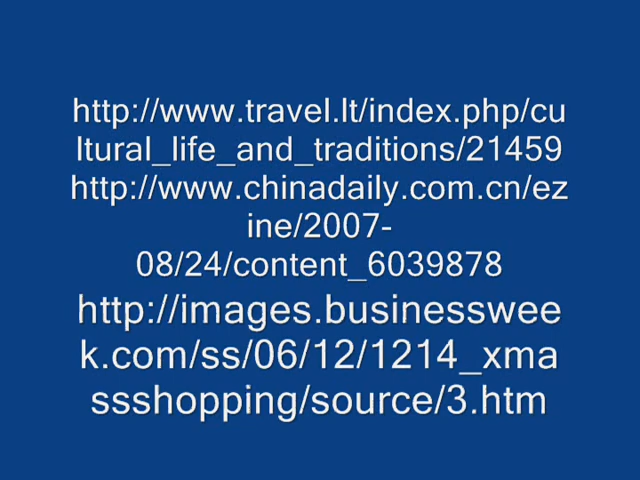 http://www.travel.lt/index.php/cu
ltural_life_and_traditions/21459
http://www.chinadaily.com.cn/ez
ine/2007-
08/24/content_6039878
http://images.businesswee
k.com/ss/06/12/1214_xma
ssshopping/source/3.htm